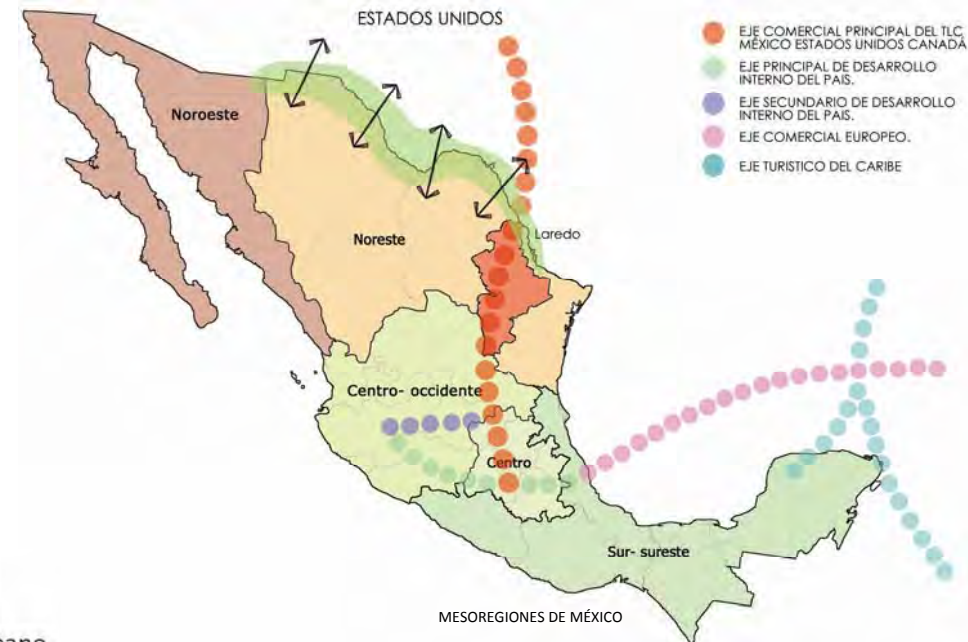 ESTADOS UNIDOS
EJE COMERCIAL PRINCIPAL DEL TLC
MÉXICO ESTADOS UNIDOS CANADÁ
EJE PRINCIPAL DE DESARROLLO
INTERNO DEL PAIS.
EJE SECUNDARIO DE DESARROLLO
INTERNO DEL PAIS.
EJE COMERCIAL EUROPEO.
EJE TURISTICO DEL CARIBE
Noroeste
Noreste
Laredo
Centro- occidente
Centro
Sur- sureste
MESOREGIONES DE MÉXICO